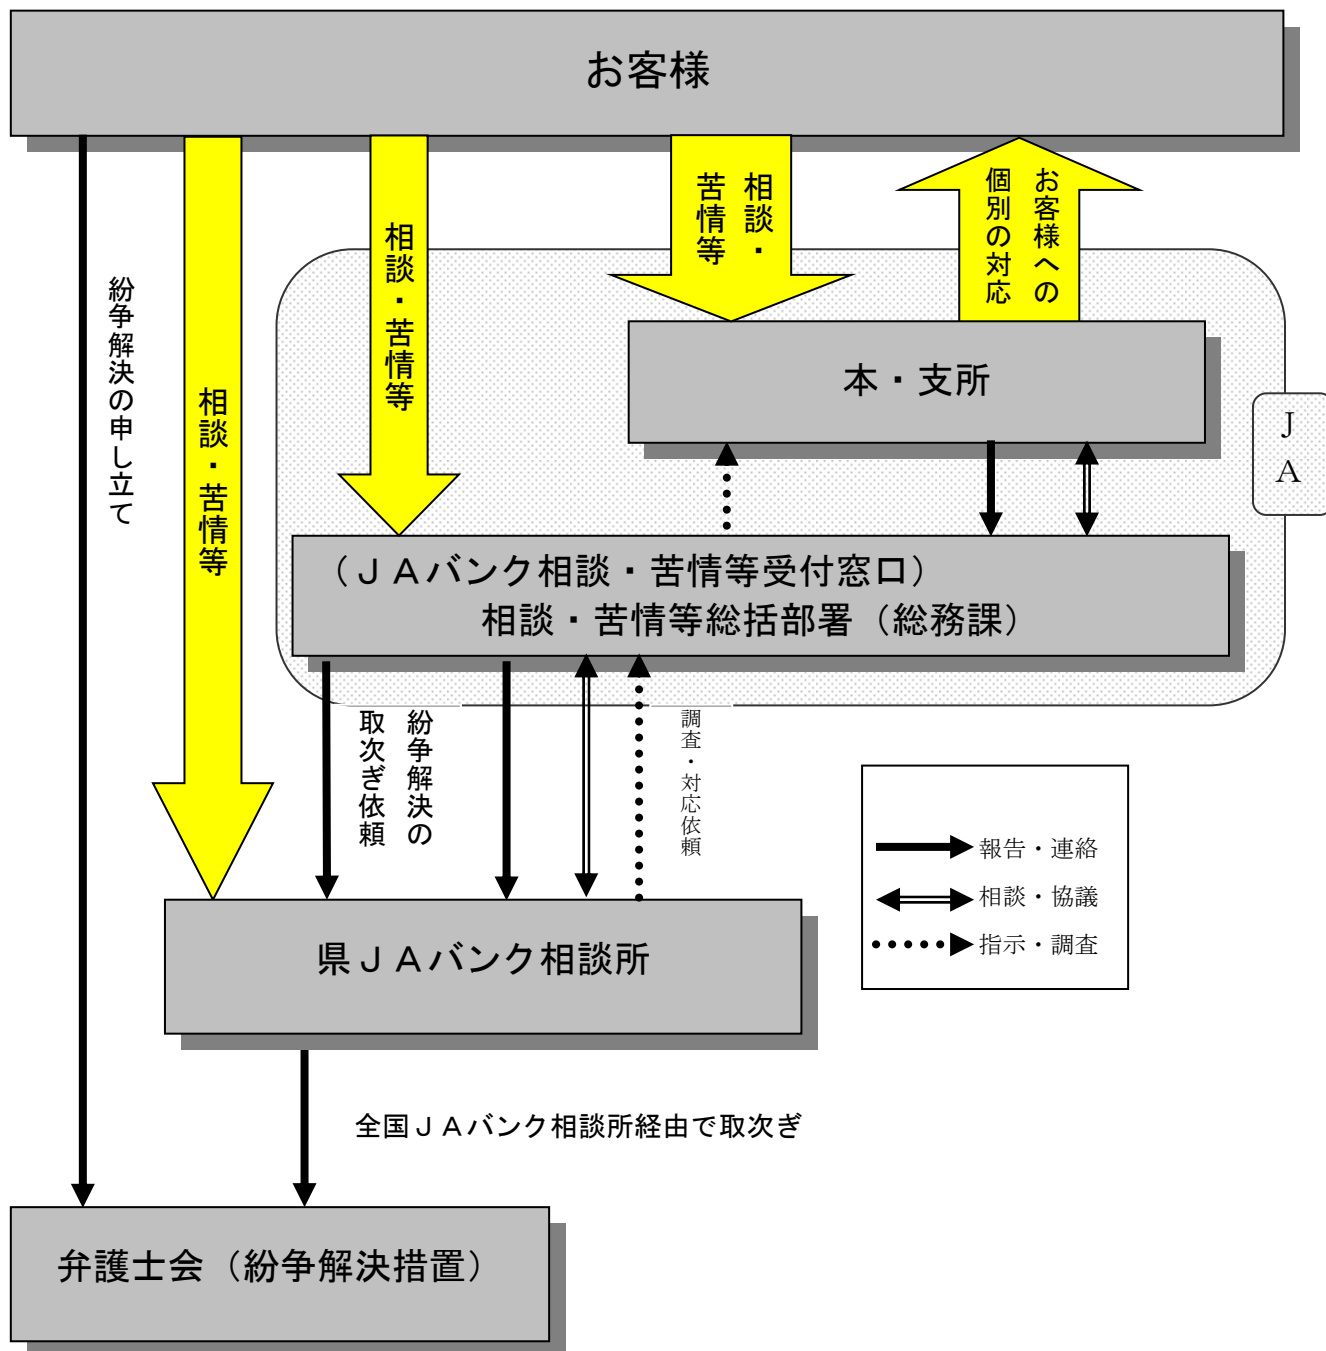 お客様
相談・
苦情等
お客様への
個別の対応
相談・苦情等
紛争解決の申し立て
相談・苦情等
本・支所
J
A
（ＪＡバンク相談・苦情等受付窓口）
相談・苦情等総括部署（総務課）
紛争解決の
取次ぎ依頼
調査・対応依頼
報告・連絡
相談・協議
指示・調査
県ＪＡバンク相談所
全国ＪＡバンク相談所経由で取次ぎ
弁護士会（紛争解決措置）